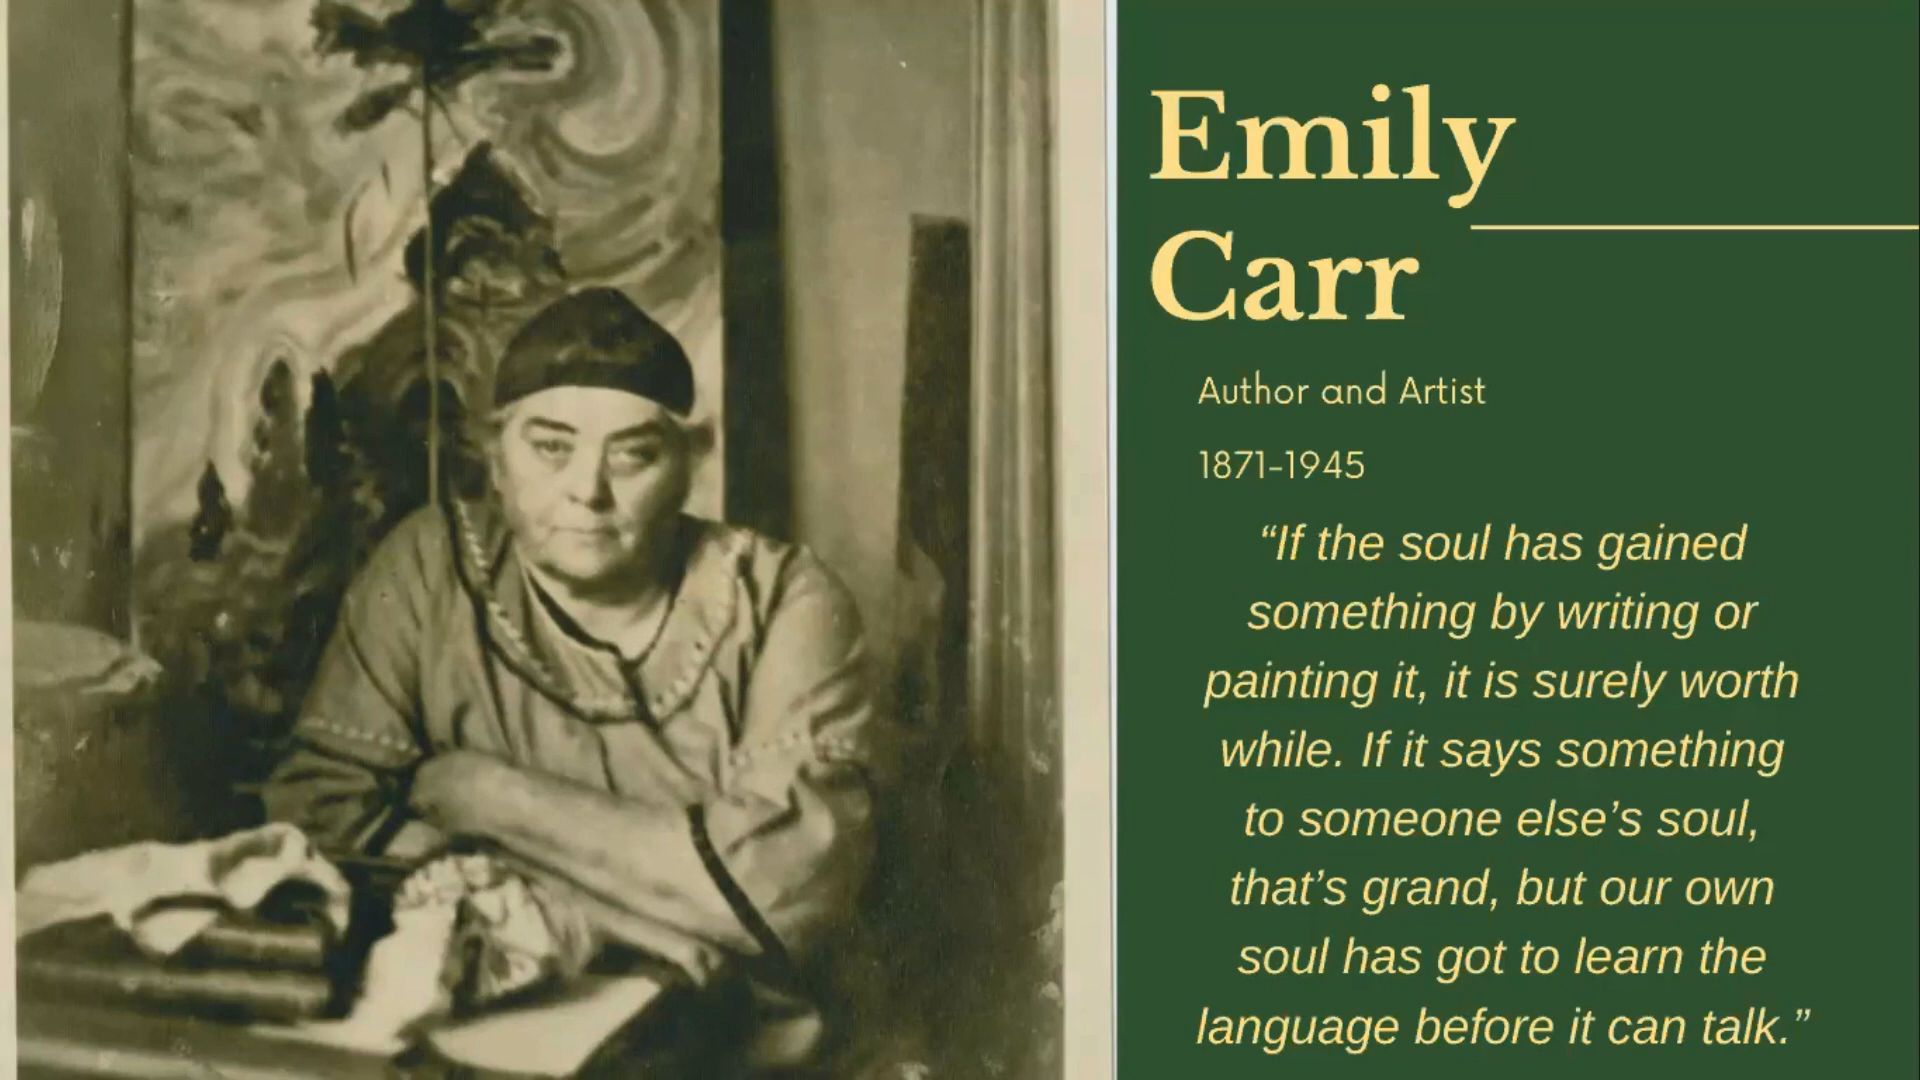 Emily
Carr
Author and Artist
1871-1945
“If the soul has gained
something by writing or
painting it, it is surely worth
while. If it says something
to someone else’s soul,
that’s grand, but our own
soul has got to learn the
language before it can talk.”